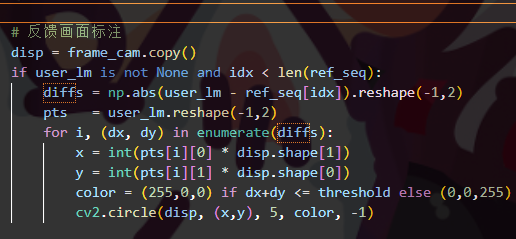 # 反馈画面标注
disp = frame_cam.copy()
if user_lm is not None and idx < len(ref_seq):
    diffs = np.abs(user_lm - ref_seq[idx]).reshape(-1,2)
    pts   = user_lm.reshape(-1,2)
    for i, (dx, dy) in enumerate(diffs):
        x = int(pts[i][0] * disp.shape[1])
        y = int(pts[i][1] * disp.shape[0])
        color = (255,0,0) if dx+dy <= threshold else (0,0,255)
        cv2.circle(disp, (x,y), 5, color, -1)